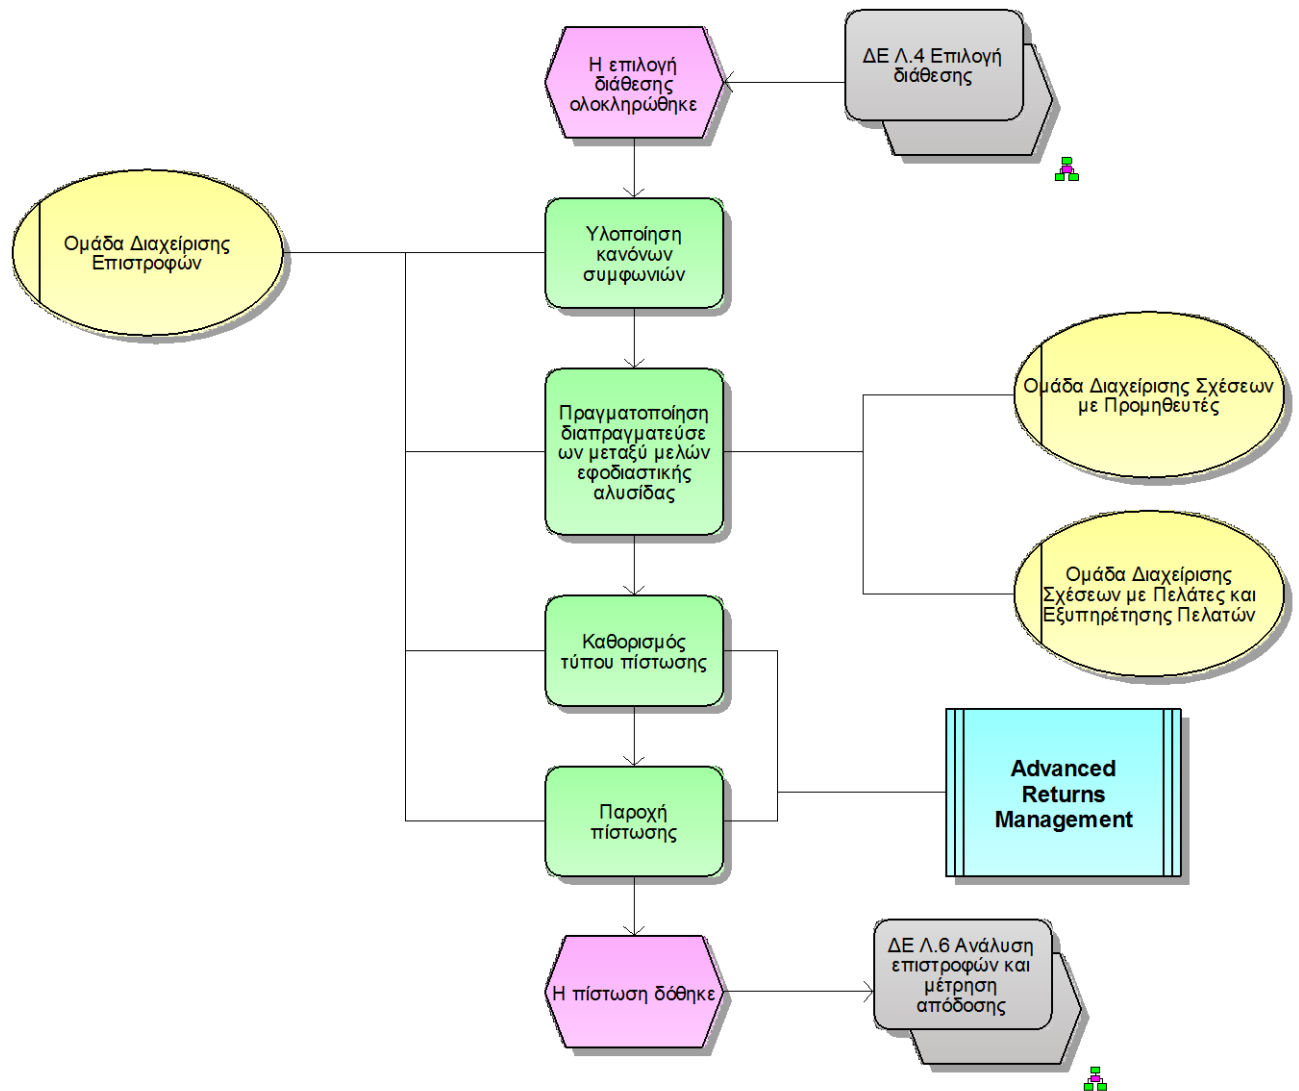 Η επιλογή
διάθεσης
ολοκληρώθηκε
ΔΕ Λ.4 Επιλογή
διάθεσης
Ομάδα Διαχείρισης
Επιστροφών
Υλοποίηση
κανόνων
συμφωνιών
Πραγματοποίηση
διαπραγματεύσε
ων μεταξύ μελών
εφοδιαστικής
αλυσίδας
Ομάδα Διαχείρισης Σχέσεων
με Προμηθευτές
Ομάδα Διαχείρισης
Σχέσεων με Πελάτες και
Εξυπηρέτησης Πελατών
Καθορισμός
τύπου πίστωσης
Advanced
Returns
Management
Παροχή
πίστωσης
Η πίστωση δόθηκε
ΔΕ Λ.6 Ανάλυση
επιστροφών και
μέτρηση
απόδοσης